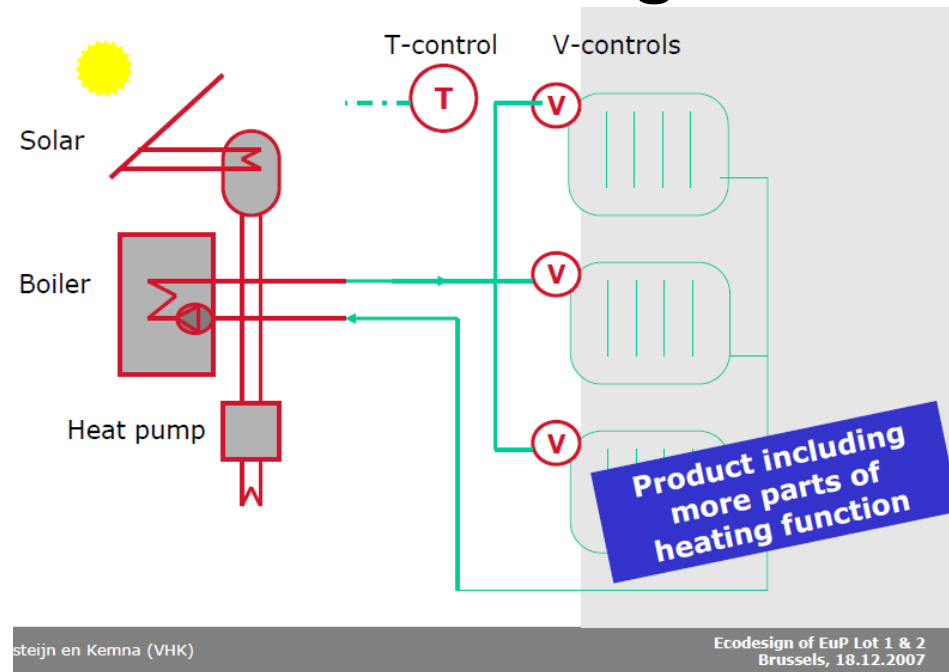 T-control
V-controls
T
V
Solar
Boiler
V
Heat pump
V
Product including
more parts of
heating function
steijn en Kemna (VHK)
Ecodesign of EuP Lot 1 & 2
Brussels, 18.12.2007